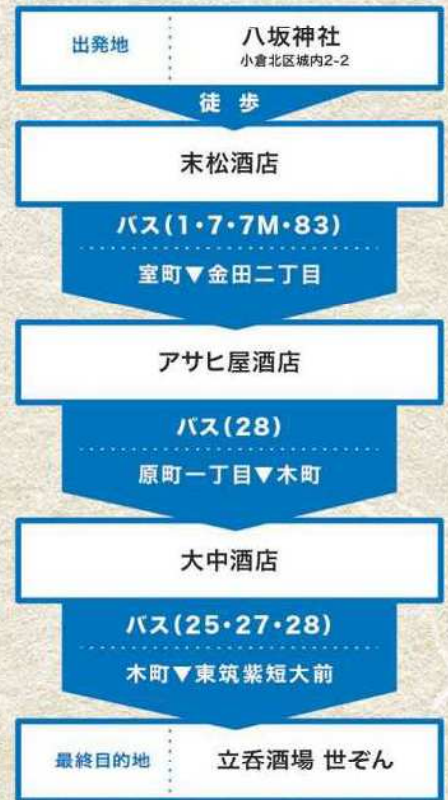 出発地 八坂神社
小倉北区城内2-2
徒歩
末松酒店
バス(1・7・7M・83)
室町▼金田二丁目
アサヒ屋酒店
バス(28)
原町一丁目▼木町
大中酒店
バス(25・27・28)
木町▼東筑紫短大前
最終目的地 立呑酒場 世ぞん